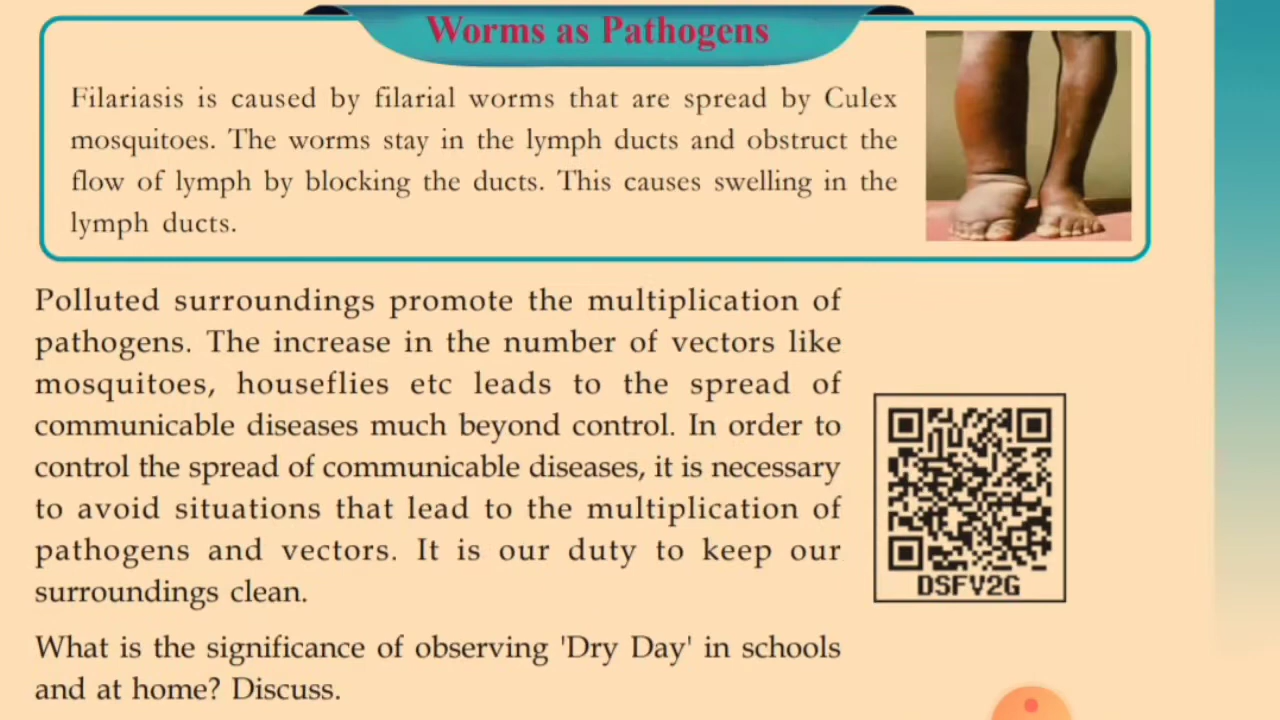 Worms as Pathogens
Filariasis is caused by filarial worms that are spread by Culex
mosquitoes. The worms stay in the lymph ducts and obstruct the
flow of lymph by blocking the ducts. This causes swelling in the
lymph ducts.
Polluted surroundings promote the multiplication of
pathogens. The increase in the number of vectors like
mosquitoes, houseflies etc leads to the spread of
communicable diseases much beyond control. In order to
control the spread of communicable diseases, it is necessary
to avoid situations that lead to the multiplication of
pathogens and vectors. It is our duty to keep our
surroundings clean.
DSFV2G
What is the significance of observing 'Dry Day' in schools
and at home? Discuss.